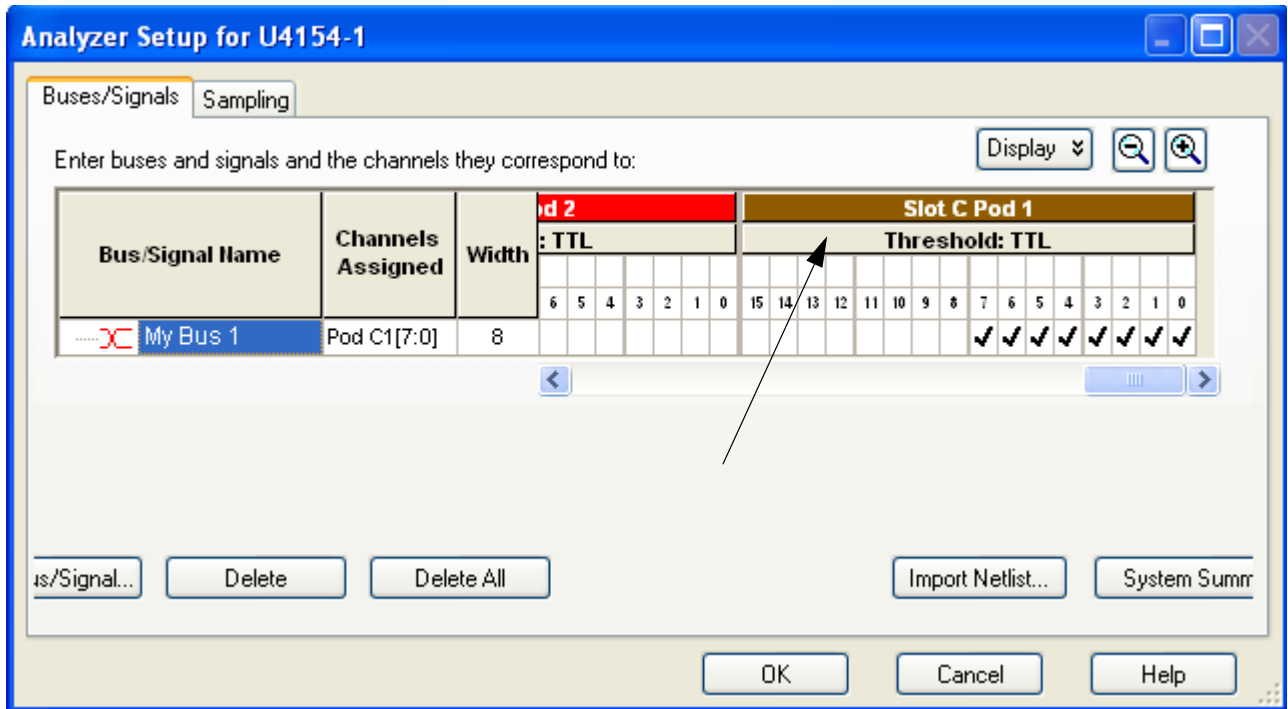 Analyzer Setup for U4154-1
Buses/Signals Sampling
Enter buses and signals and the channels they correspond to:
Display
Bus/Signal Name
Channels Assigned
Width
od 2
: TTL
Slot C Pod 1
Threshold: TTL
6 5 4 3 2 1 0 15 14 13 12 11 10 9 8 7 6 5 4 3 2 1 0
My Bus 1 Pod C1[7:0] 8
us/Signal... Delete Delete All Import Netlist... System Summ
OK Cancel Help